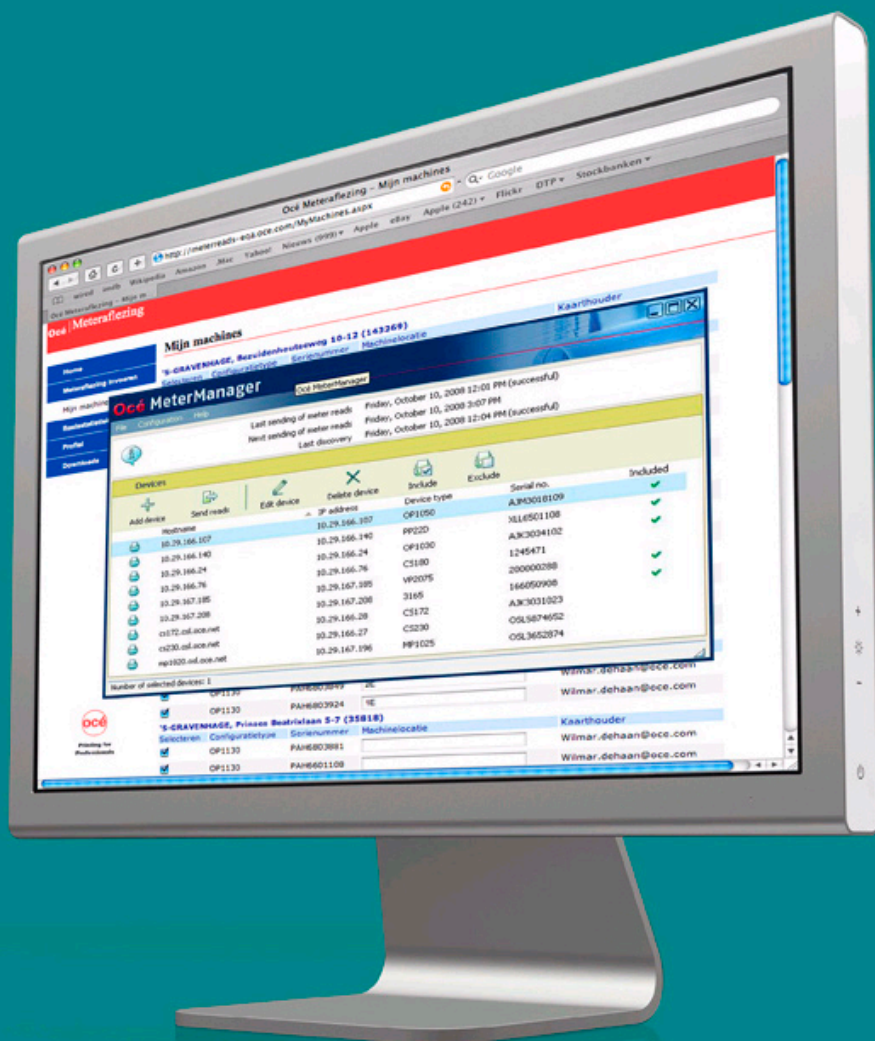 Océ Meteraflezing - Mijn machines
http://meterreads-eqa.oce.com/MyMachines.aspx
Google
wired imdb Wikipedia Amazon .Mac Yahoo! Nieuws (999) Apple eBay Apple (242) Flickr DTP Stockbanken
Océ Meteraflezing - Mijn m
Océ | Meteraflezing
Home
Meteraflezing invoeren
Mijn machine
Profiel
Downloads
Mijn machines
'S-GRAVENHAGE, Bezuidenhoutseweg 10-12 (143269)
Selecteren Configuratietype Serienummer Machinelocatie Kaarthouder
Océ MeterManager
Océ MeterManager
File Configuration Help
Last sending of meter reads Friday, October 10, 2008 12:01 PM (successful)
Next sending of meter reads Friday, October 10, 2008 3:07 PM
Last discovery Friday, October 10, 2008 12:04 PM (successful)
Devices
Add device Send reads Edit device Delete device Include Exclude
Hostname IP address Device type Serial no. Included
10.29.166.107 10.29.166.107 OP1050 AJM3018109
10.29.166.140 10.29.166.140 PP22D XLL6501108
10.29.166.24 10.29.166.24 OP1030 AJK3034102
10.29.166.76 10.29.166.76 CS180 1245471
10.29.167.185 10.29.167.185 VP2075 280000288
10.29.167.208 10.29.167.208 3165 166050908
cs172.osl.oce.net 10.29.166.28 CS172 AJK3031023
cs230.osl.oce.net 10.29.166.27 CS230 OSL5874652
mp1020.osl.oce.net 10.29.167.196 MP1025 OSL3652874
Number of selected devices: 1
OP1130 PAH6803849 2E Wilmar.dehaan@oce.com
OP1130 PAH6803924 9E Wilmar.dehaan@oce.com
'S-GRAVENHAGE, Prinses Beatrixlaan 5-7 (35818)
Selecteren Configuratietype Serienummer Machinelocatie Kaarthouder
OP1130 PAH6803881 Wilmar.dehaan@oce.com
OP1130 PAH6601108 Wilmar.dehaan@oce.com
océ
Printing for
Professionals